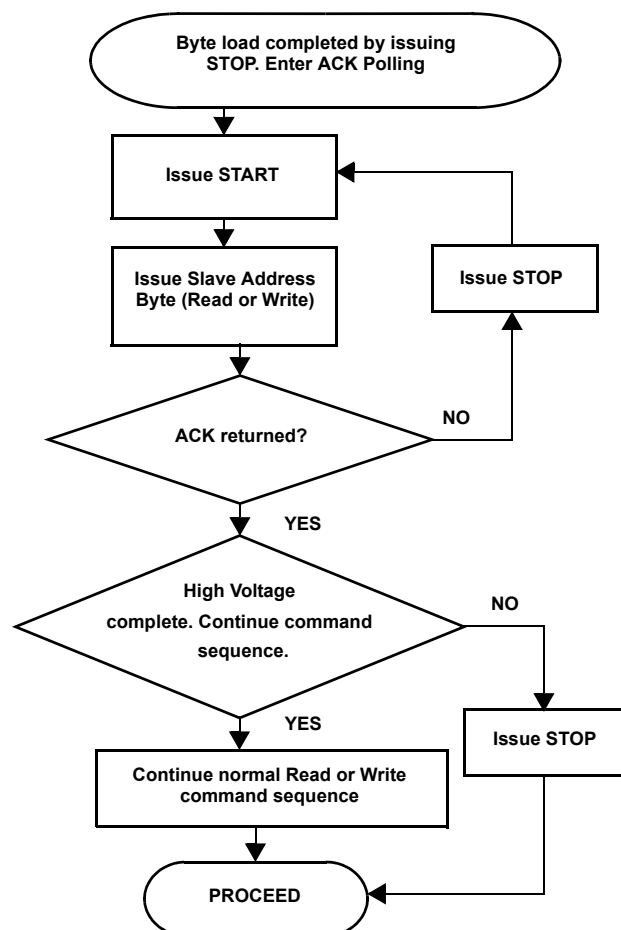 Byte load completed by issuing
STOP. Enter ACK Polling
Issue START
Issue Slave Address
Byte (Read or Write)
Issue STOP
ACK returned?
NO
YES
High Voltage
complete. Continue command
sequence.
NO
YES
Issue STOP
Continue normal Read or Write
command sequence
PROCEED